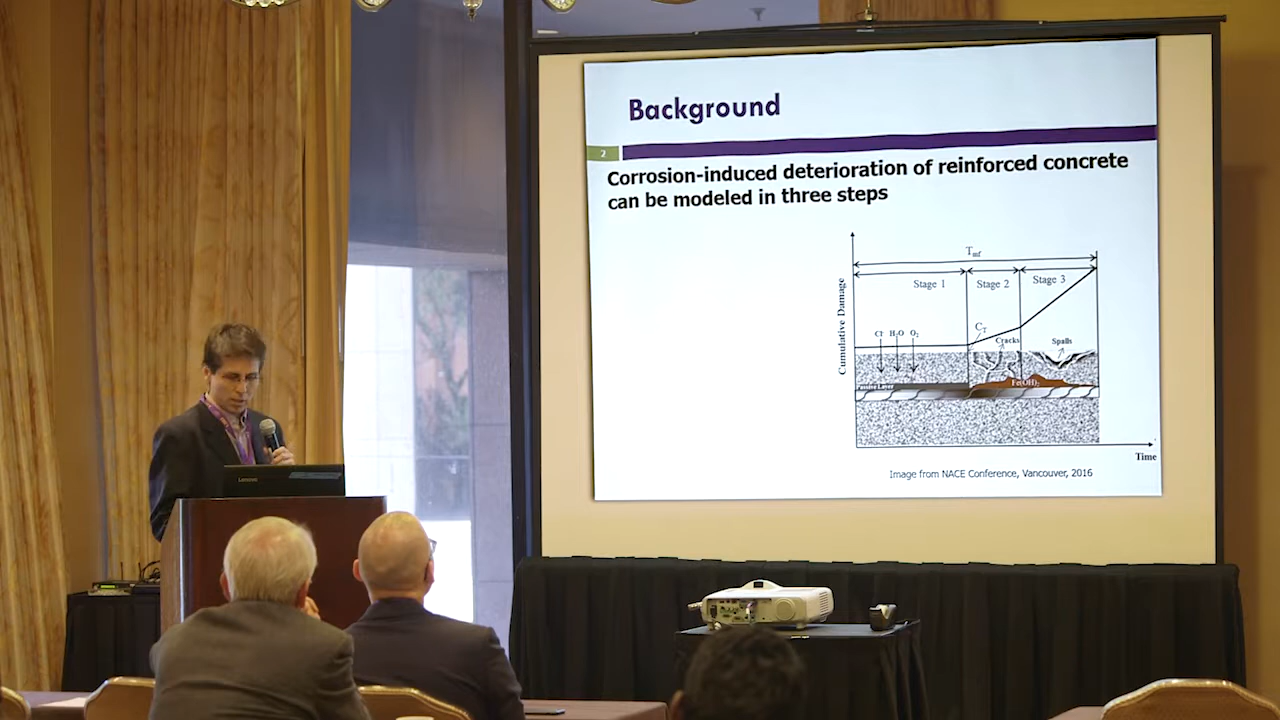 Background
2
Corrosion-induced deterioration of reinforced concrete
can be modeled in three steps
Tmf
Stage 1 Stage 2 Stage 3
Cumulative Damage
CT
Cl- H2O O2
Cracks Spalls
Passive Layer
Fe(OH)2
Time
Image from NACE Conference, Vancouver, 2016
Lenovo